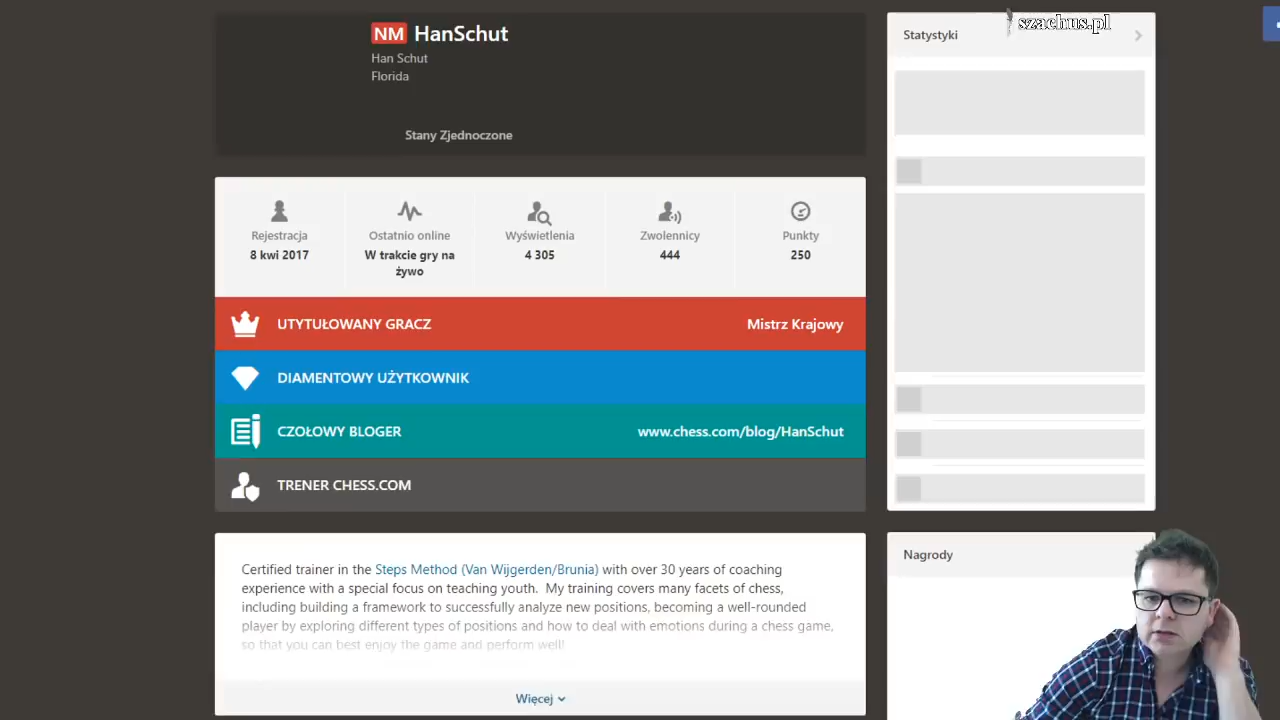 NM HanSchut
Han Schut
Florida
Stany Zjednoczone
Statystyki
szachus.pl
Rejestracja
8 kwi 2017
Ostatnio online
W trakcie gry na
żywo
Wyświetlenia
4 305
Zwolennicy
444
Punkty
250
UTYTUŁOWANY GRACZ
Mistrz Krajowy
DIAMENTOWY UŻYTKOWNIK
CZOŁOWY BLOGER
www.chess.com/blog/HanSchut
TRENER CHESS.COM
Certified trainer in the Steps Method (Van Wijgerden/Brunia) with over 30 years of coaching
experience with a special focus on teaching youth. My training covers many facets of chess,
including building a framework to successfully analyze new positions, becoming a well-rounded
player by exploring different types of positions and how to deal with emotions during a chess game,
so that you can best enjoy the game and perform well!
Więcej
Nagrody